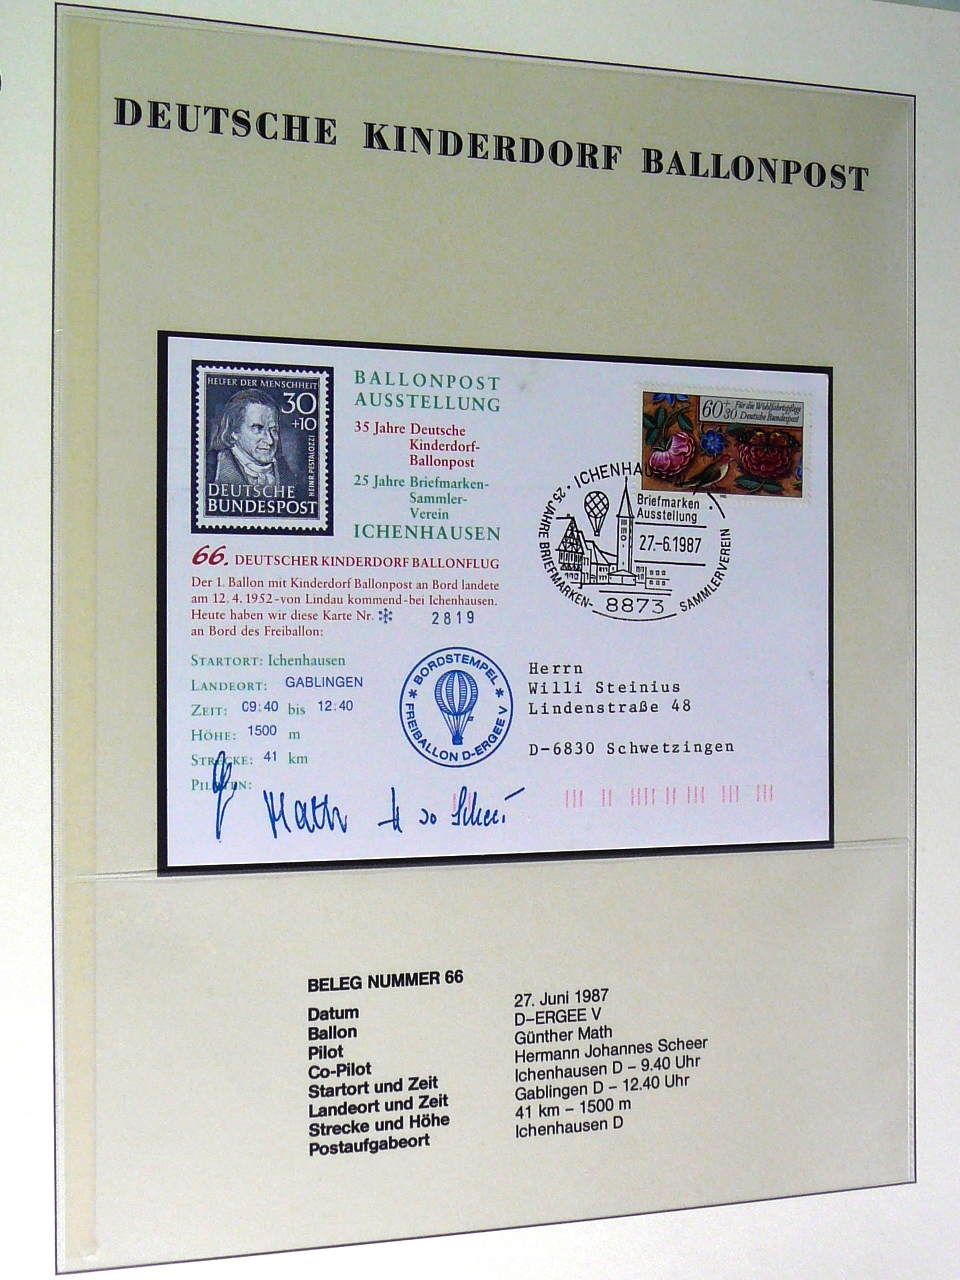 DEUTSCHE KINDERDORF BALLONPOST
HELFER DER MENSCHHEIT
30
+10
HEINR. PESTALOZZI
DEUTSCHE
BUNDESPOST
BALLONPOST
AUSSTELLUNG
35 Jahre Deutsche
Kinderdorf-
Ballonpost
25 Jahre Briefmarken-
Sammler-
Verein
ICHENHAUSEN
60+30 Für die Wohlfahrtspflege
Deutsche Bundespost
25 JAHRE BRIEFMARKEN- SAMMLERVEREIN
Briefmarken
Ausstellung
27.-6.1987
8873
66. DEUTSCHER KINDERDORF BALLONFLUG
Der 1. Ballon mit Kinderdorf Ballonpost an Bord landete
am 12.4.1952-von Lindau kommend-bei Ichenhausen.
Heute haben wir diese Karte Nr. * 2819
an Bord des Freiballon:
STARTORT: Ichenhausen
LANDEORT: GABLINGEN
ZEIT: 09:40 bis 12:40
HÖHE: 1500 m
STRECKE: 41 km
PILOTEN:
Math
* BORDSTEMPEL *
FREIBALLON D-ERGEE V
Herrn
Willi Steinius
Lindenstraße 48
D-6830 Schwetzingen
BELEG NUMMER 66
Datum 27. Juni 1987
Ballon D-ERGEE V
Pilot Günther Math
Co-Pilot Hermann Johannes Scheer
Startort und Zeit Ichenhausen D – 9.40 Uhr
Landeort und Zeit Gablingen D – 12.40 Uhr
Strecke und Höhe 41 km – 1500 m
Postaufgabeort Ichenhausen D